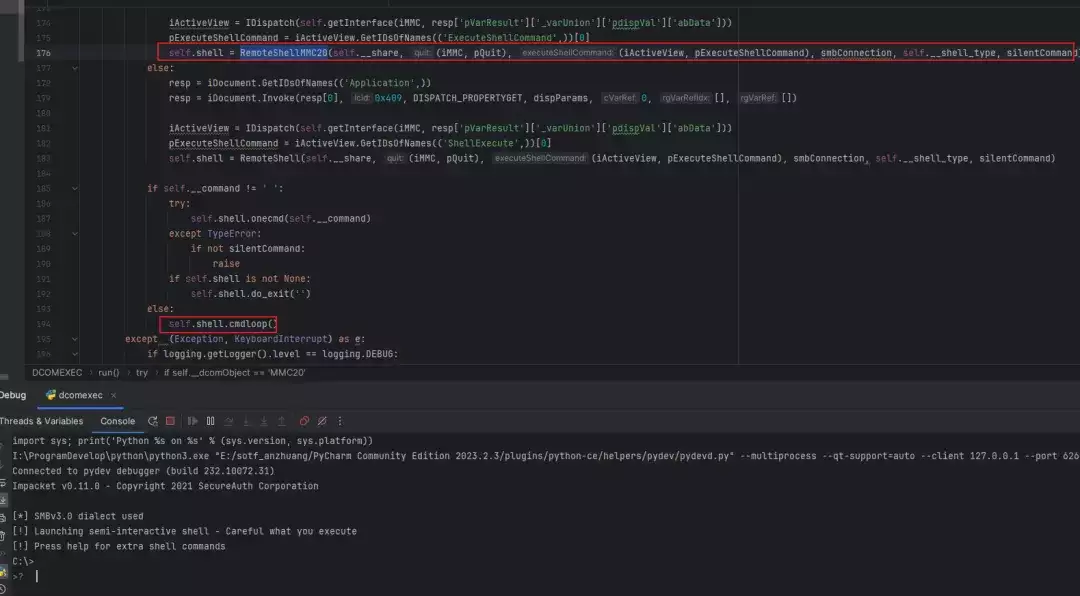 174 iActiveView = IDispatch(self.getInterface(iMMC, resp['pVarResult']['_varUnion']['pdispVal']['abData']))
175 pExecuteShellCommand = iActiveView.GetIDsOfNames(('ExecuteShellCommand',))[0]
176 self.shell = RemoteShellMMC20(self.__share, quit: (iMMC, pQuit), executeShellCommand: (iActiveView, pExecuteShellCommand), smbConnection, self.__shell_type, silentCommand
177 else:
178 resp = iDocument.GetIDsOfNames(('Application',))
179 resp = iDocument.Invoke(resp[0], lcid: 0x409, DISPATCH_PROPERTYGET, dispParams, cVarRef: 0, rgVarRefIdx: [], rgVarRef: [])
180
181 iActiveView = IDispatch(self.getInterface(iMMC, resp['pVarResult']['_varUnion']['pdispVal']['abData']))
182 pExecuteShellCommand = iActiveView.GetIDsOfNames(('ShellExecute',))[0]
183 self.shell = RemoteShell(self.__share, quit: (iMMC, pQuit), executeShellCommand: (iActiveView, pExecuteShellCommand), smbConnection, self.__shell_type, silentCommand)
184
185 if self.__command != ' ':
186 try:
187 self.shell.onecmd(self.__command)
188 except TypeError:
189 if not silentCommand:
190 raise
191 if self.shell is not None:
192 self.shell.do_exit('')
193 else:
194 self.shell.cmdloop()
195 except (Exception, KeyboardInterrupt) as e:
196 if logging.getLogger().level == logging.DEBUG:
DCOMEXEC > run() > try > if self.__dcomObject == 'MMC20'
Debug dcomexec ×
Threads & Variables Console
import sys; print('Python %s on %s' % (sys.version, sys.platform))
I:\ProgramDevelop\python\python3.exe "E:/sotf_anzhuang/PyCharm Community Edition 2023.2.3/plugins/python-ce/helpers/pydev/pydevd.py" --multiprocess --qt-support=auto --client 127.0.0.1 --port 626
Connected to pydev debugger (build 232.10072.31)
Impacket v0.11.0 - Copyright 2021 SecureAuth Corporation
[*] SMBv3.0 dialect used
[!] Launching semi-interactive shell - Careful what you execute
[!] Press help for extra shell commands
C:\>
>?